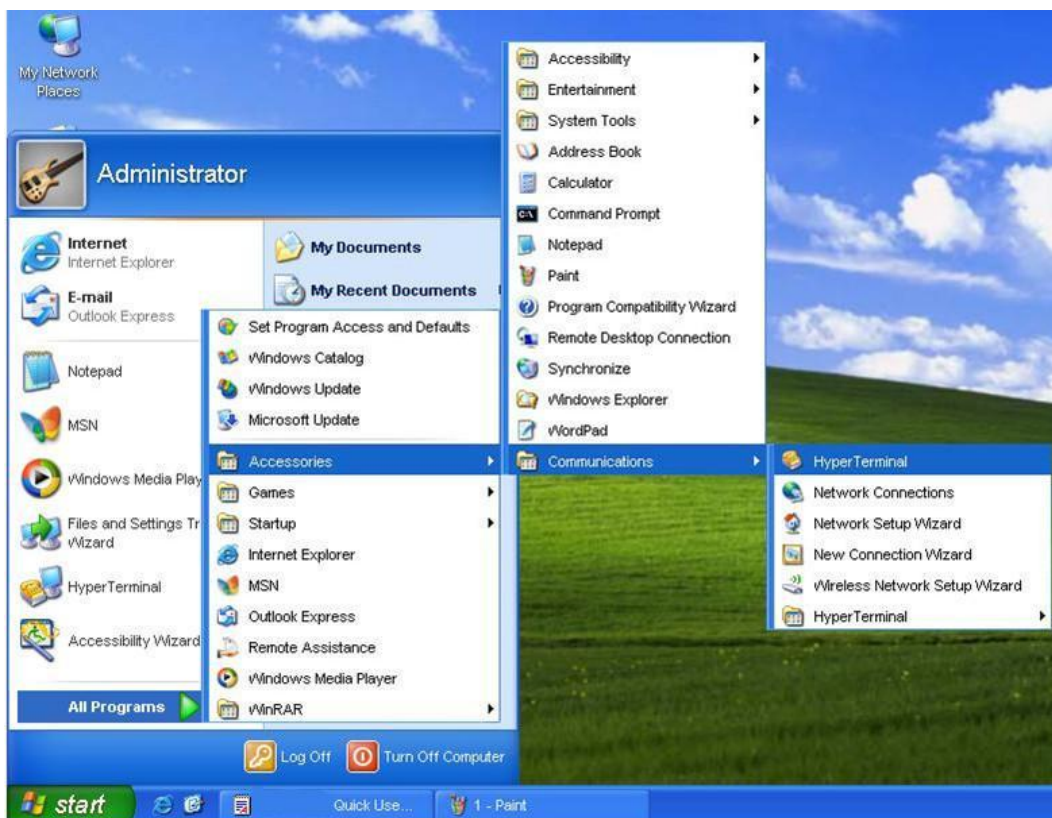 My Network
Places
Administrator
Internet
Internet Explorer
E-mail
Outlook Express
Notepad
MSN
Windows Media Play
Files and Settings Tr
Wizard
HyperTerminal
Accessibility Wizard
All Programs
My Documents
My Recent Documents
Set Program Access and Defaults
Windows Catalog
Windows Update
Microsoft Update
Accessories
Games
Startup
Internet Explorer
MSN
Outlook Express
Remote Assistance
Windows Media Player
WinRAR
Accessibility
Entertainment
System Tools
Address Book
Calculator
C:\
Command Prompt
Notepad
Paint
Program Compatibility Wizard
Remote Desktop Connection
Synchronize
Windows Explorer
WordPad
Communications
HyperTerminal
Network Connections
Network Setup Wizard
New Connection Wizard
Wireless Network Setup Wizard
HyperTerminal
Log Off
Turn Off Computer
start
Quick Use...
1 - Paint